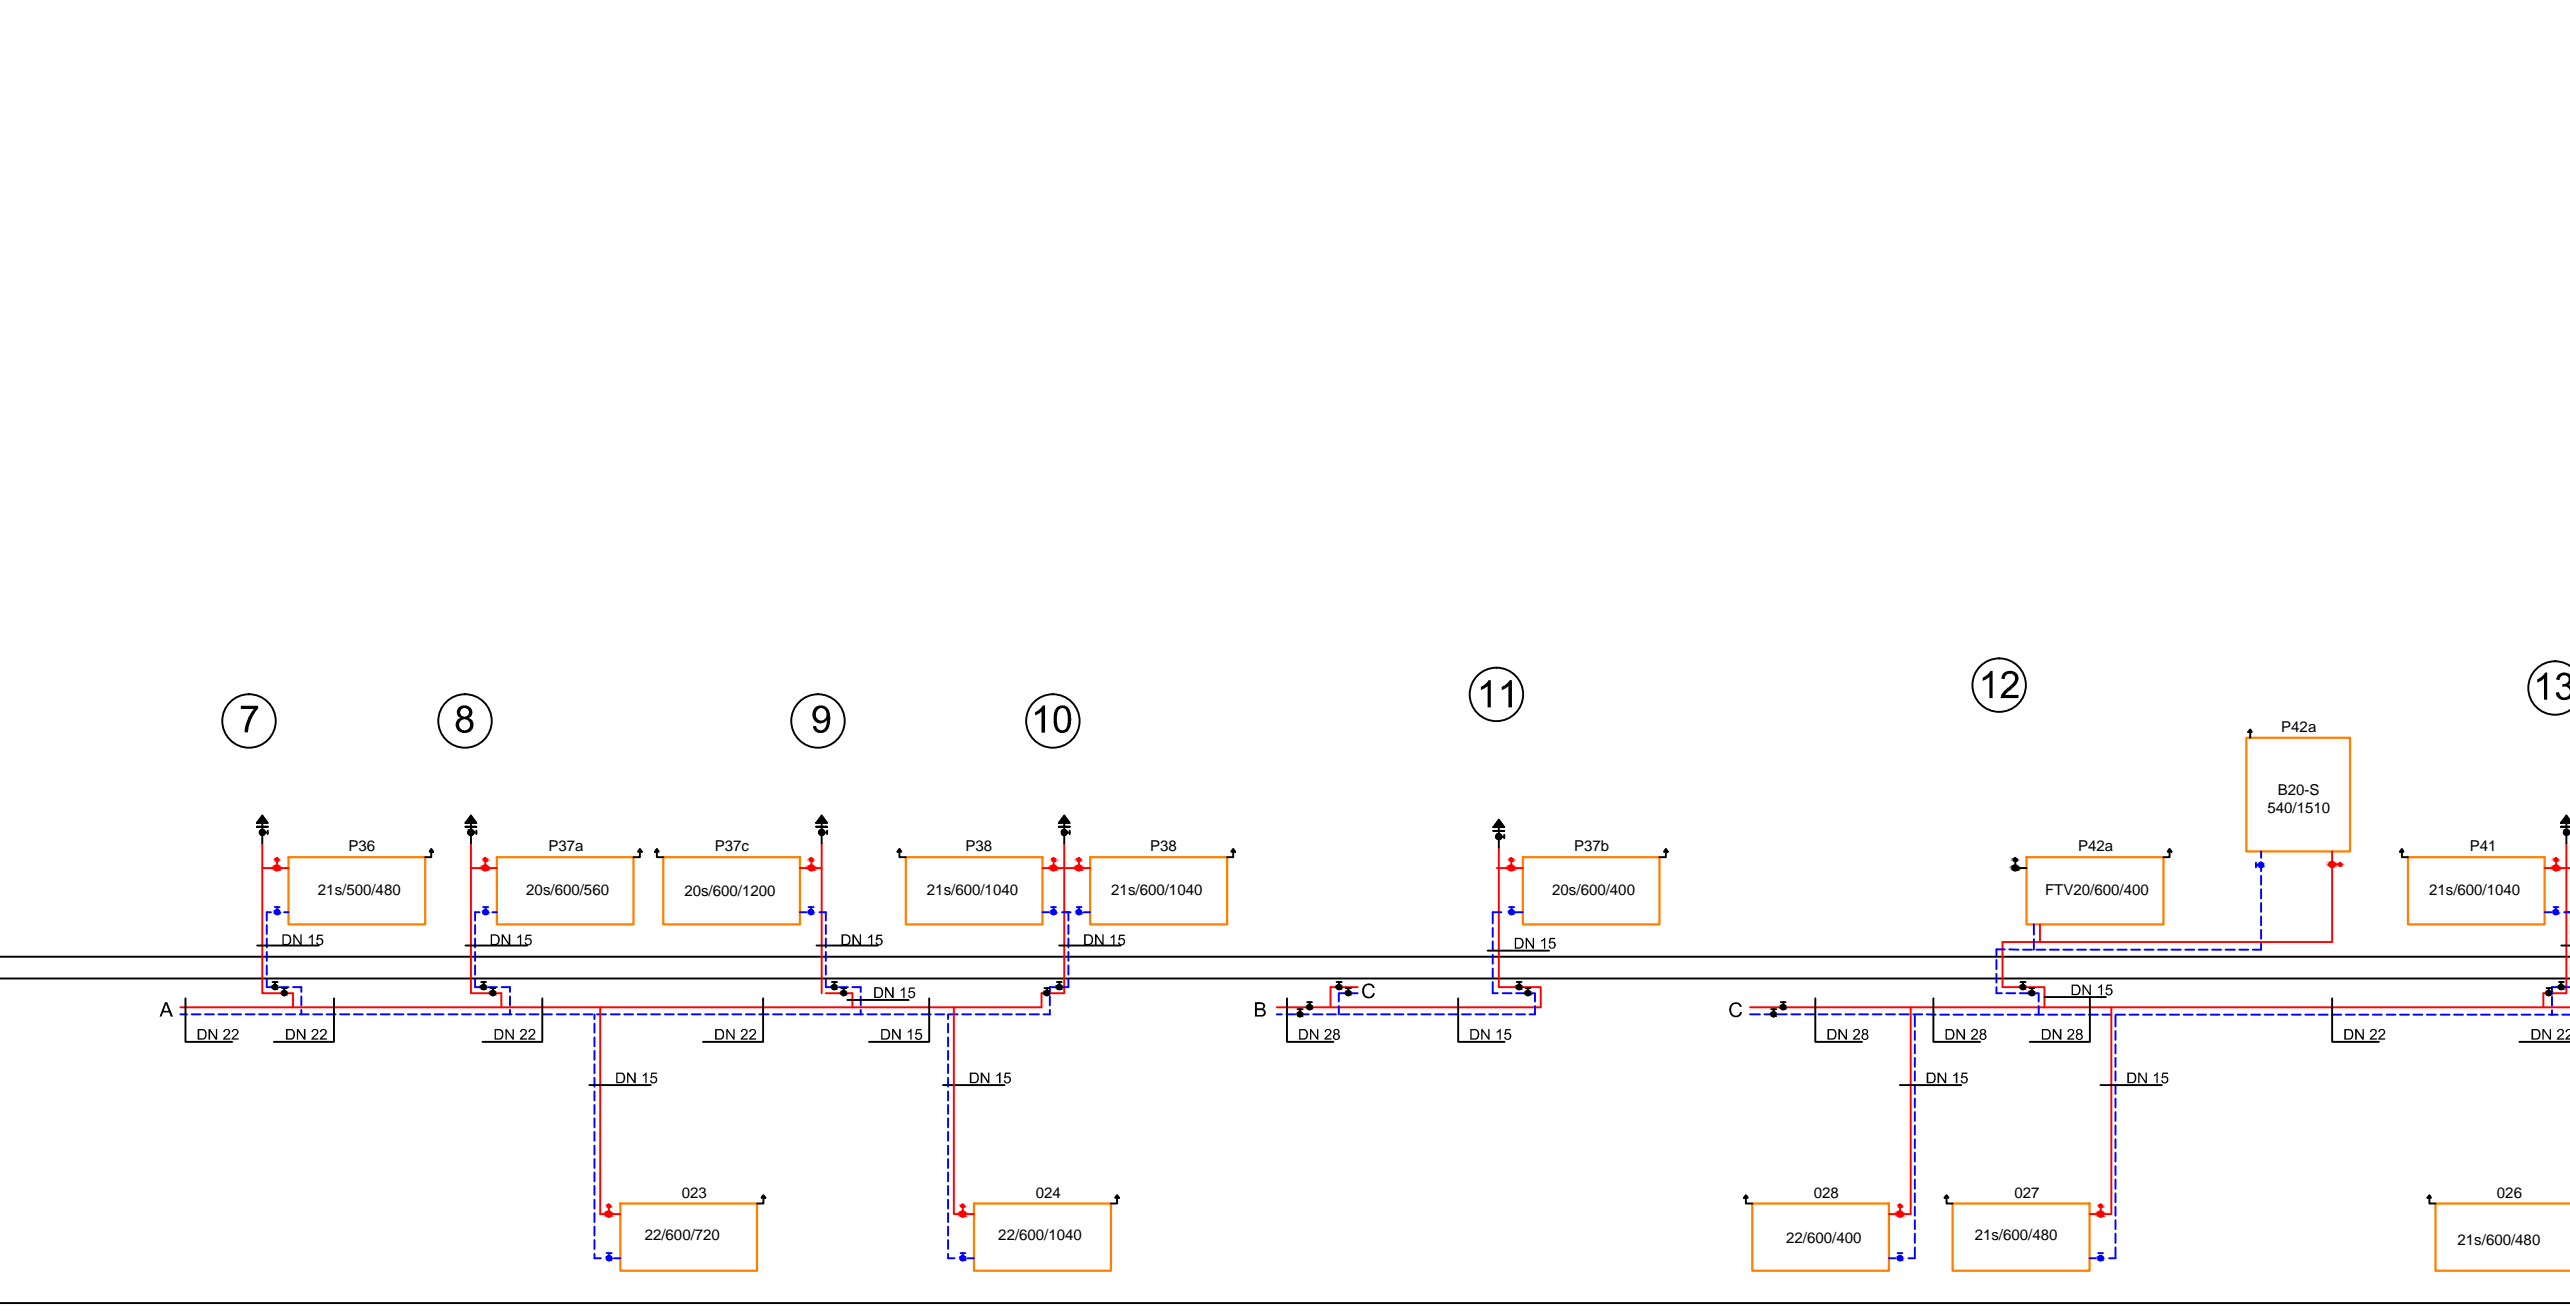 7
8
9
10
11
12
13
P42a
B20-S
540/1510
P36
21s/500/480
P37a
20s/600/560
P37c
20s/600/1200
P38
21s/600/1040
P38
21s/600/1040
P37b
20s/600/400
P42a
FTV20/600/400
P41
21s/600/1040
DN 15
DN 15
DN 15
DN 15
DN 15
DN 15
C
DN 15
A
B
C
DN 22
DN 22
DN 22
DN 22
DN 15
DN 28
DN 15
DN 28
DN 28
DN 28
DN 22
DN 22
DN 15
DN 15
DN 15
DN 15
023
22/600/720
024
22/600/1040
028
22/600/400
027
21s/600/480
026
21s/600/480